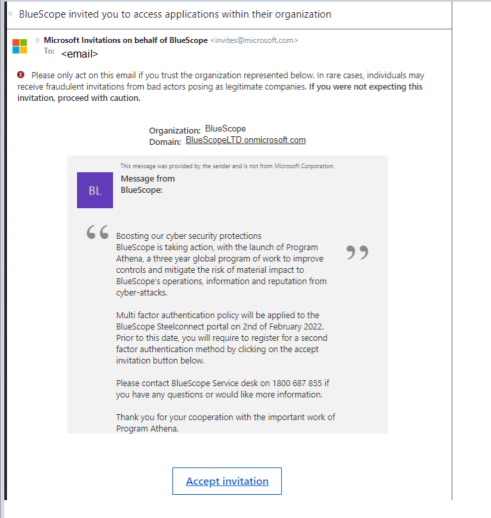 BlueScope invited you to access applications within their organization
Microsoft Invitations on behalf of BlueScope <invites@microsoft.com>
To: <email>
Please only act on this email if you trust the organization represented below. In rare cases, individuals may
receive fraudulent invitations from bad actors posing as legitimate companies. If you were not expecting this
invitation, proceed with caution.
Organization: BlueScope
Domain: BlueScopeLTD.onmicrosoft.com
This message was provided by the sender and is not from Microsoft Corporation.
BL
Message from
BlueScope:
“
Boosting our cyber security protections
BlueScope is taking action, with the launch of Program
Athena, a three year global program of work to improve
controls and mitigate the risk of material impact to
BlueScope's operations, information and reputation from
cyber-attacks.
”
Multi factor authentication policy will be applied to the
BlueScope Steelconnect portal on 2nd of February 2022.
Prior to this date, you will require to register for a second
factor authentication method by clicking on the accept
invitation button below.
Please contact BlueScope Service desk on 1800 687 855 if
you have any questions or would like more information.
Thank you for your cooperation with the important work of
Program Athena.
Accept invitation